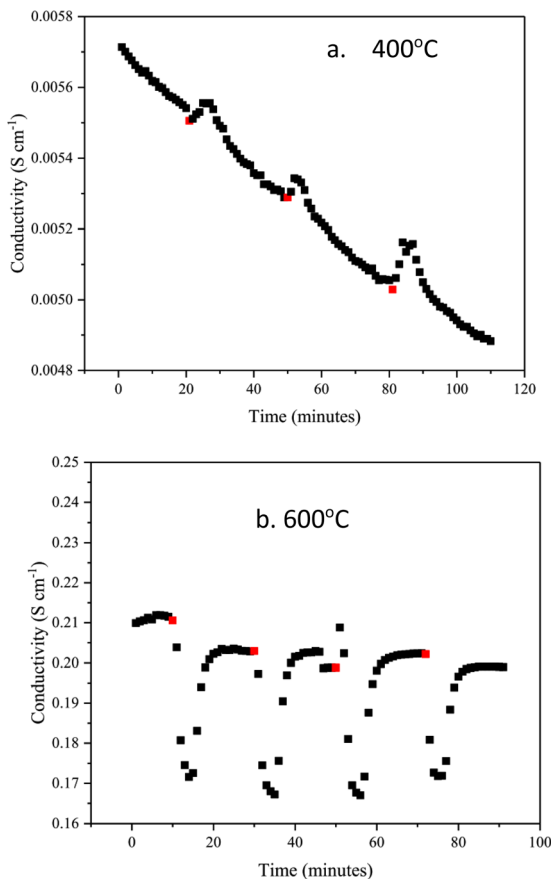 a. 400°C
0.0058
0.0056
0.0054
0.0052
0.0050
0.0048
Conductivity (S cm⁻¹)
0 20 40 60 80 100 120
Time (minutes)
b. 600°C
0.25
0.24
0.23
0.22
0.21
0.20
0.19
0.18
0.17
0.16
Conductivity (S cm⁻¹)
0 20 40 60 80 100
Time (minutes)